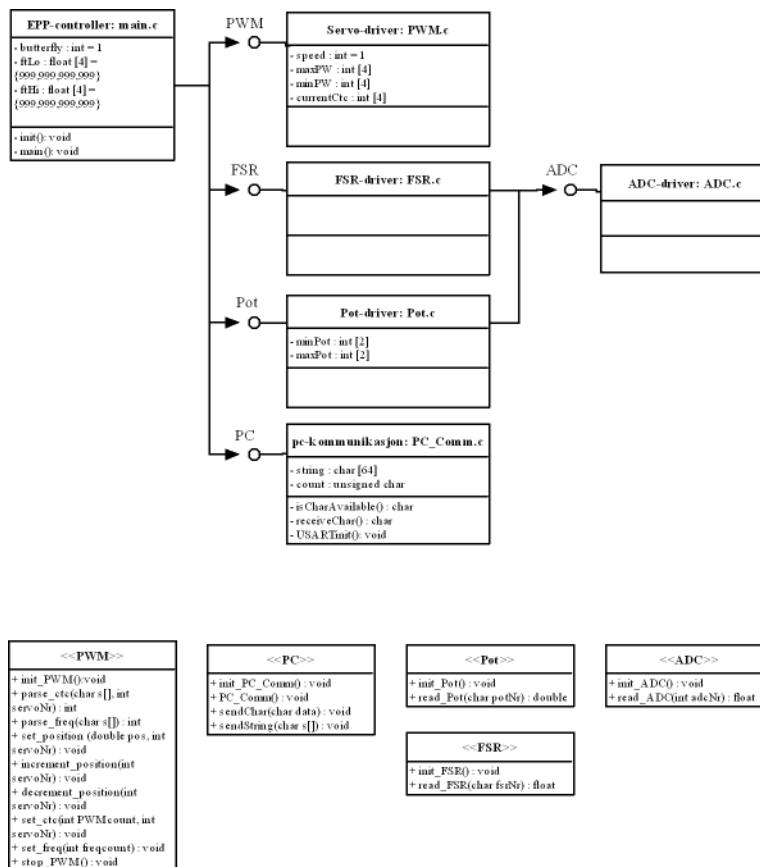 EPP-controller: main.c
- butterfly : int = 1
- ftLo : float [4] =
{999,999,999,999}
- ftHi : float [4] =
{999,999,999,999}
- init(): void
- main(): void
PWM
Servo-driver: PWM.c
- speed : int = 1
- maxPW : int [4]
- minPW : int [4]
- currentCtc : int [4]
FSR
FSR-driver: FSR.c
ADC
ADC-driver: ADC.c
Pot
Pot-driver: Pot.c
- minPot : int [2]
- maxPot : int [2]
PC
pc-kommunikasjon: PC_Comm.c
- string : char [64]
- count : unsigned char
- isCharAvailable() : char
- receiveChar() : char
- USARTinit(): void
<<PWM>>
+ init_PWM():void
+ parse_ctc(char s[], int
servoNr) : int
+ parse_freq(char s[]) : int
+ set_position (double pos, int
servoNr) : void
+ increment_position(int
servoNr) : void
+ decrement_position(int
servoNr) : void
+ set_ctc(int PWMcount, int
servoNr) : void
+ set_freq(int freqcount) : void
+ stop_PWM() : void
<<PC>>
+ init_PC_Comm() : void
+ PC_Comm() : void
+ sendChar(char data) : void
+ sendString(char s[]) : void
<<Pot>>
+ init_Pot() : void
+ read_Pot(char potNr) : double
<<FSR>>
+ init_FSR() : void
+ read_FSR(char fsrNr) : float
<<ADC>>
+ init_ADC() : void
+ read_ADC(int adcNr) : float